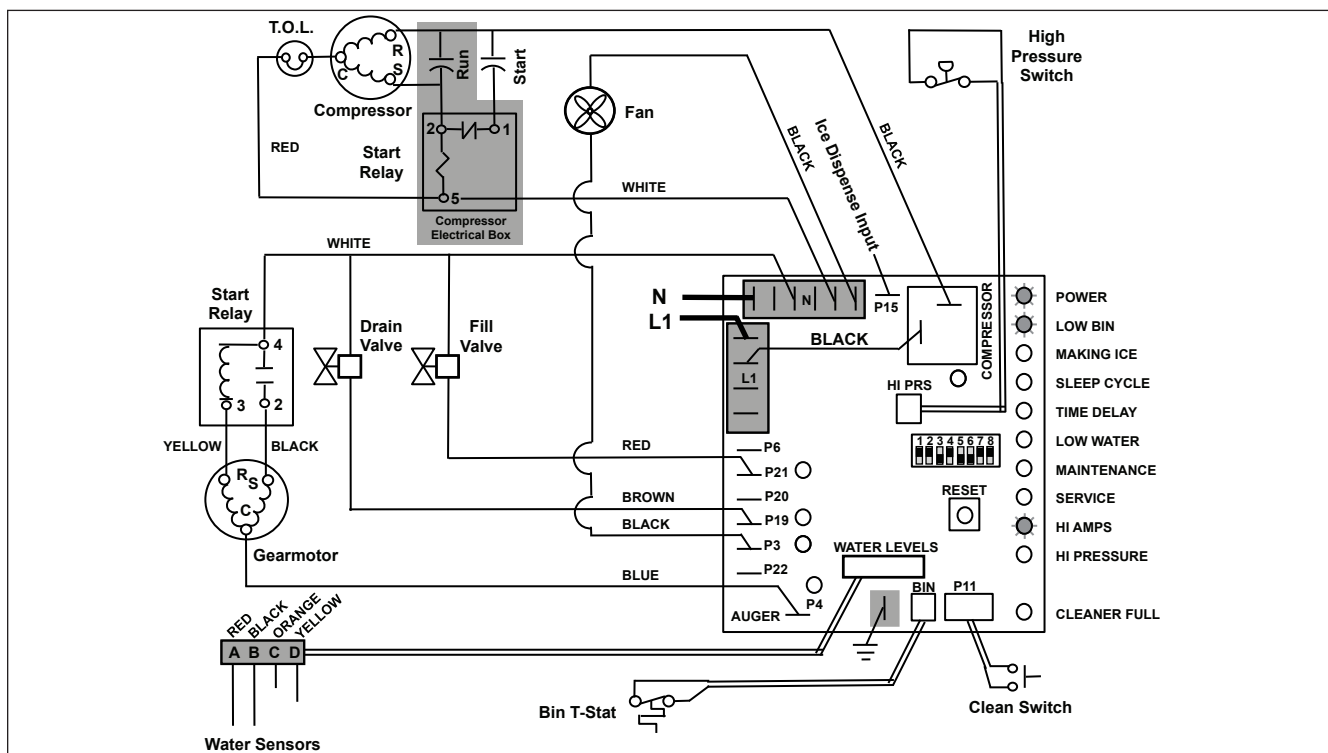 T.O.L.
R
S
C
Compressor
Run
Start
High
Pressure
Switch
Fan
2
1
Start
Relay
5
Compressor
Electrical Box
RED
WHITE
BLACK
Ice Dispense Input
BLACK
WHITE
Start
Relay
4
3
2
Drain
Valve
Fill
Valve
N
L1
N
P15
COMPRESSOR
BLACK
L1
HI PRS
POWER
LOW BIN
MAKING ICE
SLEEP CYCLE
TIME DELAY
LOW WATER
MAINTENANCE
SERVICE
HI AMPS
HI PRESSURE
CLEANER FULL
YELLOW
BLACK
R
S
C
Gearmotor
RED
BROWN
BLACK
BLUE
P6
P21
P20
P19
P3
P22
P4
AUGER
1 2 3 4 5 6 7 8
RESET
WATER LEVELS
BIN
P11
RED
BLACK
ORANGE
YELLOW
A B C D
Water Sensors
Bin T-Stat
Clean Switch